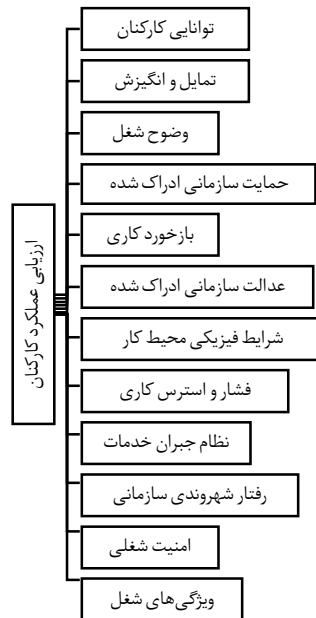 توانایی کارکنان
تمایل و انگیزش
وضوح شغل
حمایت سازمانی ادراک شده
بازخورد کاری
عدالت سازمانی ادراک شده
شرایط فیزیکی محیط کار
فشار و استرس کاری
نظام جبران خدمات
رفتار شهروندی سازمانی
امنیت شغلی
ویژگی‌های شغل
ارزیابی عملکرد کارکنان